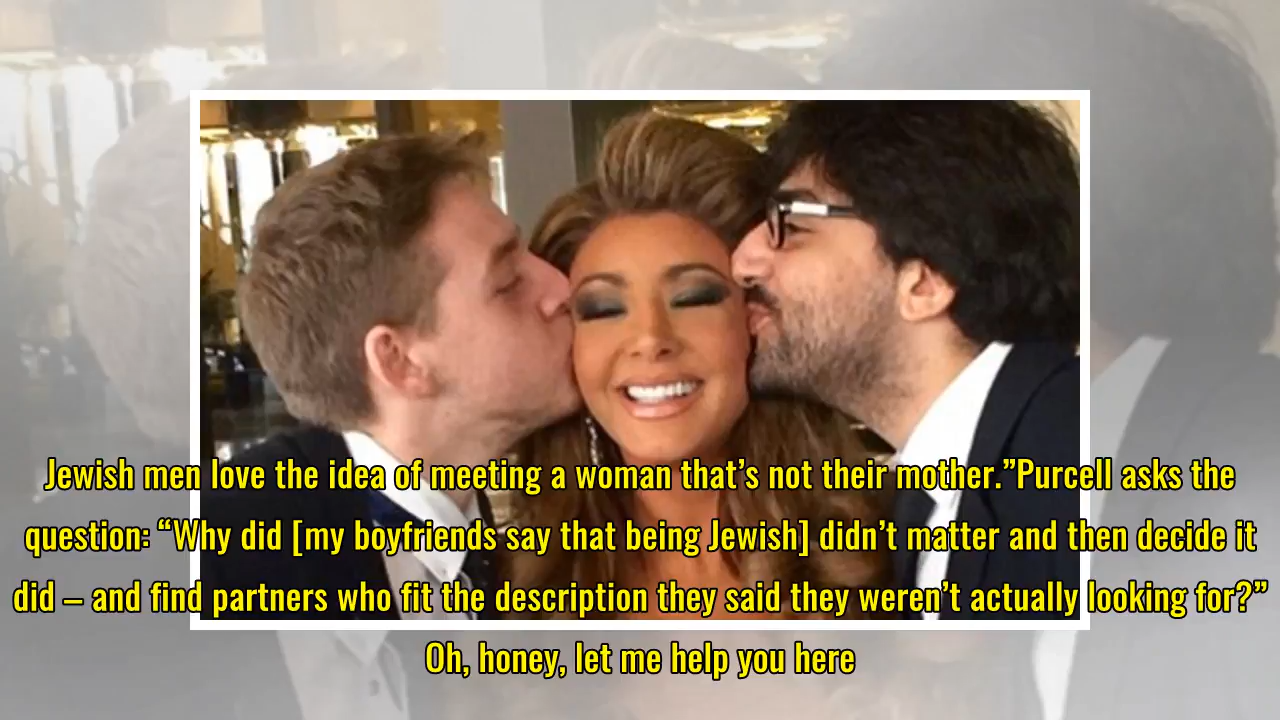 Jewish men love the idea of meeting a woman that’s not their mother.”Purcell asks the
question: “Why did [my boyfriends say that being Jewish] didn’t matter and then decide it
did – and find partners who fit the description they said they weren’t actually looking for?”
Oh, honey, let me help you here